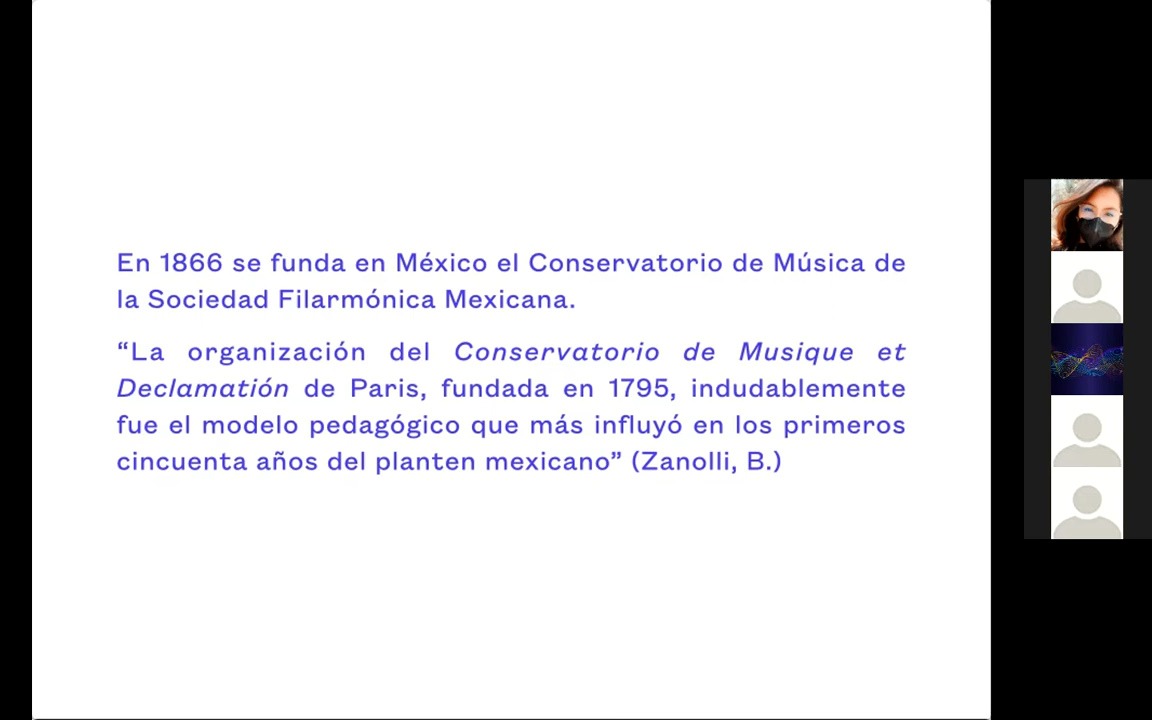 En 1866 se funda en México el Conservatorio de Música de
la Sociedad Filarmónica Mexicana.
“La organización del Conservatorio de Musique et
Declamatión de Paris, fundada en 1795, indudablemente
fue el modelo pedagógico que más influyó en los primeros
cincuenta años del planten mexicano” (Zanolli, B.)